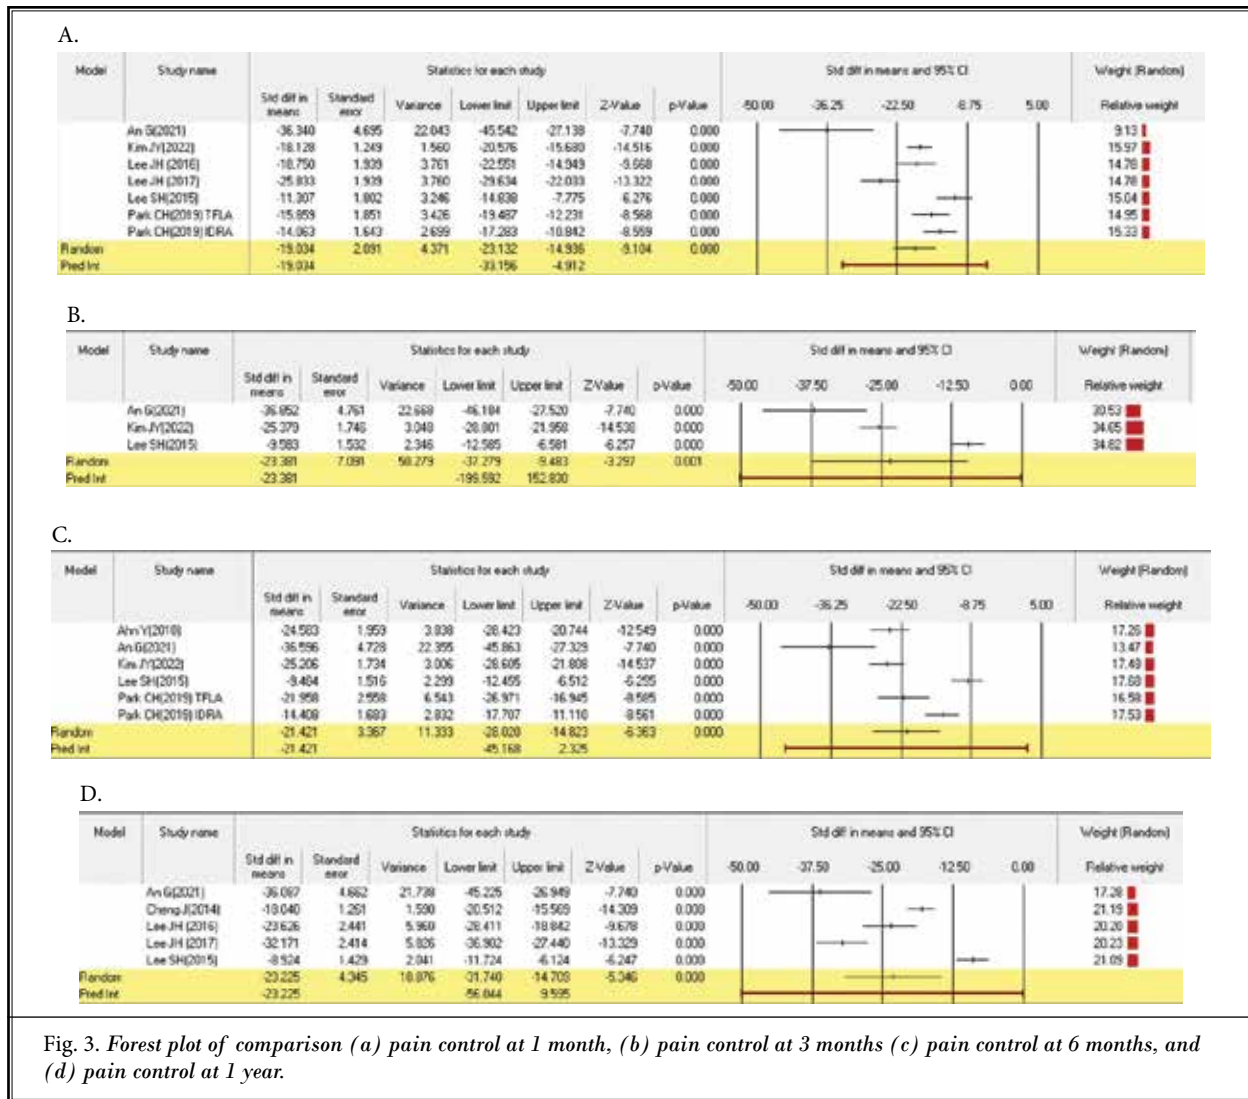 A.
Model Study name Statistics for each study Std diff in means and 95% CI Weight (Random)
Std diff in means Standard error Variance Lower limit Upper limit Z-Value p-Value -50.00 -36.25 -22.50 -8.75 5.00 Relative weight
An G(2021) -36.340 4.695 22.043 -45.542 -27.138 -7.740 0.000 9.13
Kim JY(2022) -18.128 1.249 1.560 -20.576 -15.680 -14.516 0.000 15.97
Lee JH (2016) -18.750 1.939 3.761 -22.551 -14.949 -9.668 0.000 14.78
Lee JH (2017) -25.833 1.939 3.760 -29.634 -22.033 -13.322 0.000 14.78
Lee SH(2015) -11.307 1.802 3.246 -14.838 -7.775 -6.276 0.000 15.04
Park CH(2019) TFLA -15.859 1.851 3.426 -19.487 -12.231 -8.568 0.000 14.95
Park CH(2019) IDRA -14.063 1.643 2.699 -17.283 -10.842 -8.559 0.000 15.33
Random -19.034 2.091 4.371 -23.132 -14.936 -9.104 0.000
Pred Int -19.034 -33.156 -4.912
B.
Model Study name Statistics for each study Std diff in means and 95% CI Weight (Random)
Std diff in means Standard error Variance Lower limit Upper limit Z-Value p-Value -50.00 -37.50 -25.00 -12.50 0.00 Relative weight
An G(2021) -36.852 4.761 22.668 -46.184 -27.520 -7.740 0.000 30.53
Kim JY(2022) -25.379 1.746 3.048 -28.801 -21.958 -14.538 0.000 34.65
Lee SH(2015) -9.583 1.532 2.346 -12.585 -6.581 -6.257 0.000 34.82
Random -23.381 7.091 50.279 -37.279 -9.483 -3.297 0.001
Pred Int -23.381 -199.592 152.830
C.
Model Study name Statistics for each study Std diff in means and 95% CI Weight (Random)
Std diff in means Standard error Variance Lower limit Upper limit Z-Value p-Value -50.00 -36.25 -22.50 -8.75 5.00 Relative weight
Ahn Y(2018) -24.583 1.959 3.838 -28.423 -20.744 -12.549 0.000 17.26
An G(2021) -36.596 4.728 22.355 -45.863 -27.329 -7.740 0.000 13.47
Kim JY(2022) -25.206 1.734 3.006 -28.605 -21.808 -14.537 0.000 17.49
Lee SH(2015) -9.484 1.516 2.299 -12.455 -6.512 -6.255 0.000 17.68
Park CH(2019) TFLA -21.958 2.558 6.543 -26.971 -16.945 -8.585 0.000 16.58
Park CH(2019) IDRA -14.408 1.683 2.832 -17.707 -11.110 -8.561 0.000 17.53
Random -21.421 3.367 11.333 -28.020 -14.823 -6.363 0.000
Pred Int -21.421 -45.168 2.325
D.
Model Study name Statistics for each study Std diff in means and 95% CI Weight (Random)
Std diff in means Standard error Variance Lower limit Upper limit Z-Value p-Value -50.00 -37.50 -25.00 -12.50 0.00 Relative weight
An G(2021) -36.087 4.662 21.738 -45.225 -26.949 -7.740 0.000 17.28
Cheng J(2014) -18.040 1.261 1.590 -20.512 -15.569 -14.309 0.000 21.19
Lee JH (2016) -23.626 2.441 5.960 -28.411 -18.842 -9.678 0.000 20.20
Lee JH (2017) -32.171 2.414 5.826 -36.902 -27.440 -13.329 0.000 20.23
Lee SH(2015) -8.924 1.429 2.041 -11.724 -6.124 -6.247 0.000 21.09
Random -23.225 4.345 18.876 -31.740 -14.709 -5.346 0.000
Pred Int -23.225 -56.044 9.595
Fig. 3. Forest plot of comparison (a) pain control at 1 month, (b) pain control at 3 months (c) pain control at 6 months, and
(d) pain control at 1 year.